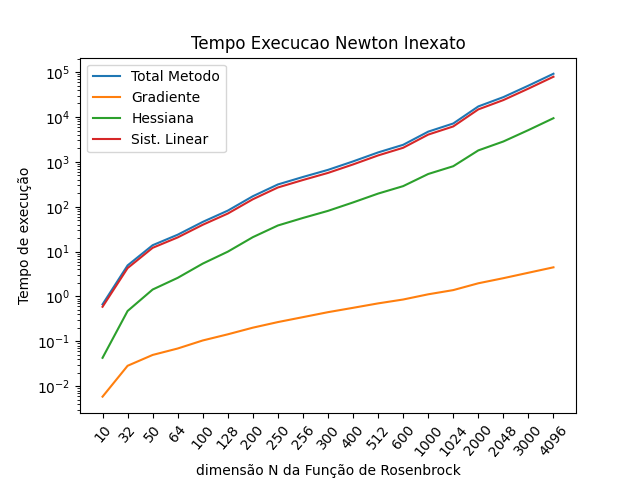 Tempo Execucao Newton Inexato
Total Metodo
Gradiente
Hessiana
Sist. Linear
Tempo de execução
10^5
10^4
10^3
10^2
10^1
10^0
10^-1
10^-2
10 32 50 64 100 128 200 250 256 300 400 512 600 1000 1024 2000 2048 3000 4096
dimensão N da Função de Rosenbrock